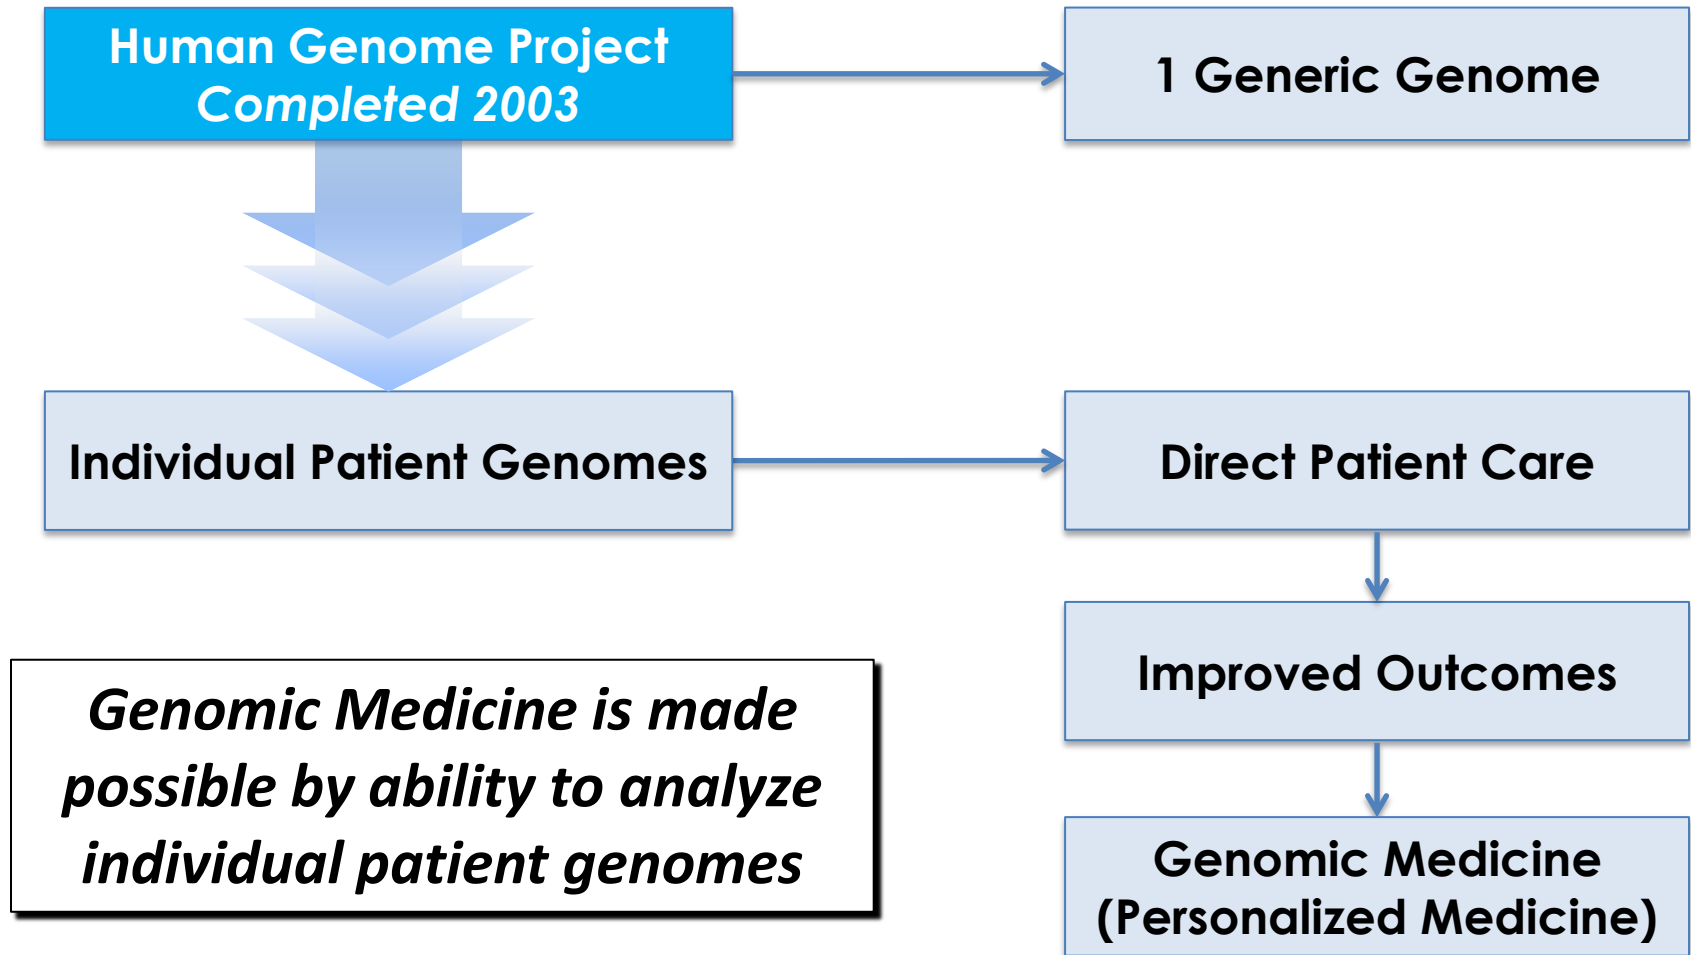 Human Genome Project
Completed 2003
1 Generic Genome
Individual Patient Genomes
Direct Patient Care
Improved Outcomes
Genomic Medicine is made
possible by ability to analyze
individual patient genomes
Genomic Medicine
(Personalized Medicine)